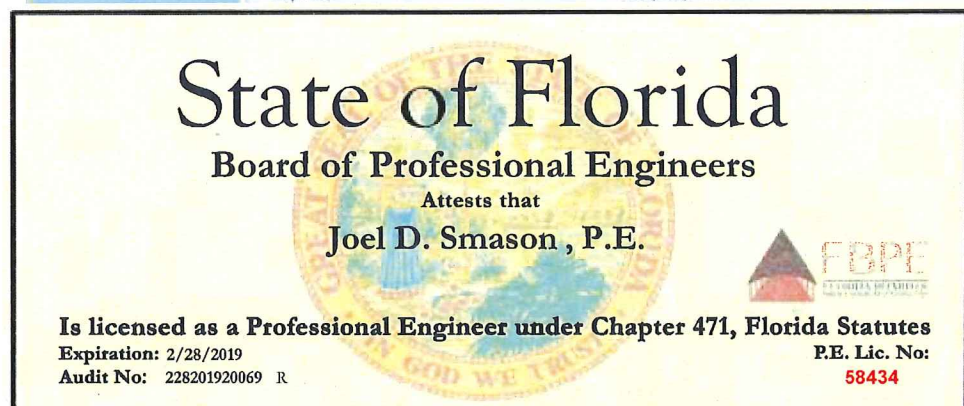 State of Florida
Board of Professional Engineers
Attests that
Joel D. Smason , P.E.
FBPE
Is licensed as a Professional Engineer under Chapter 471, Florida Statutes
Expiration: 2/28/2019
P.E. Lic. No:
Audit No: 228201920069 R
58434